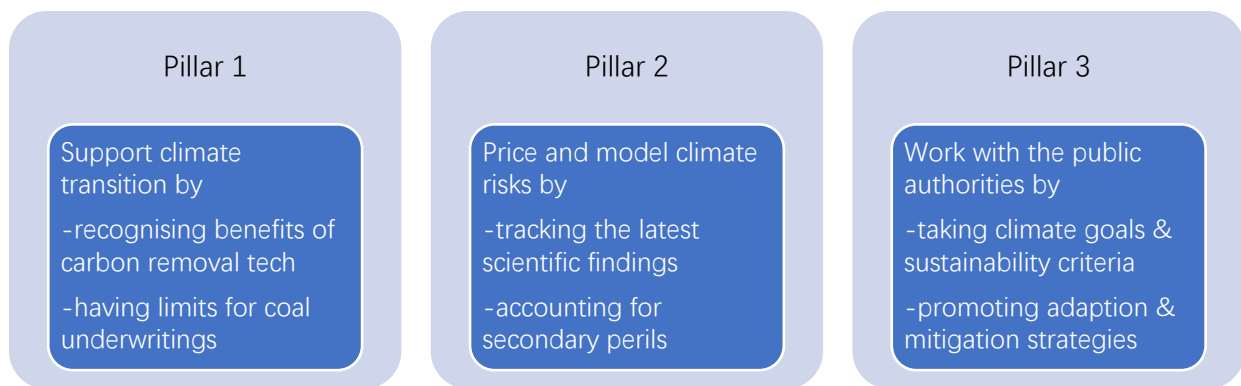 Pillar 1
Support climate
transition by
-recognising benefits of
carbon removal tech
-having limits for coal
underwritings
Pillar 2
Price and model climate
risks by
-tracking the latest
scientific findings
-accounting for
secondary perils
Pillar 3
Work with the public
authorities by
-taking climate goals &
sustainability criteria
-promoting adaption &
mitigation strategies